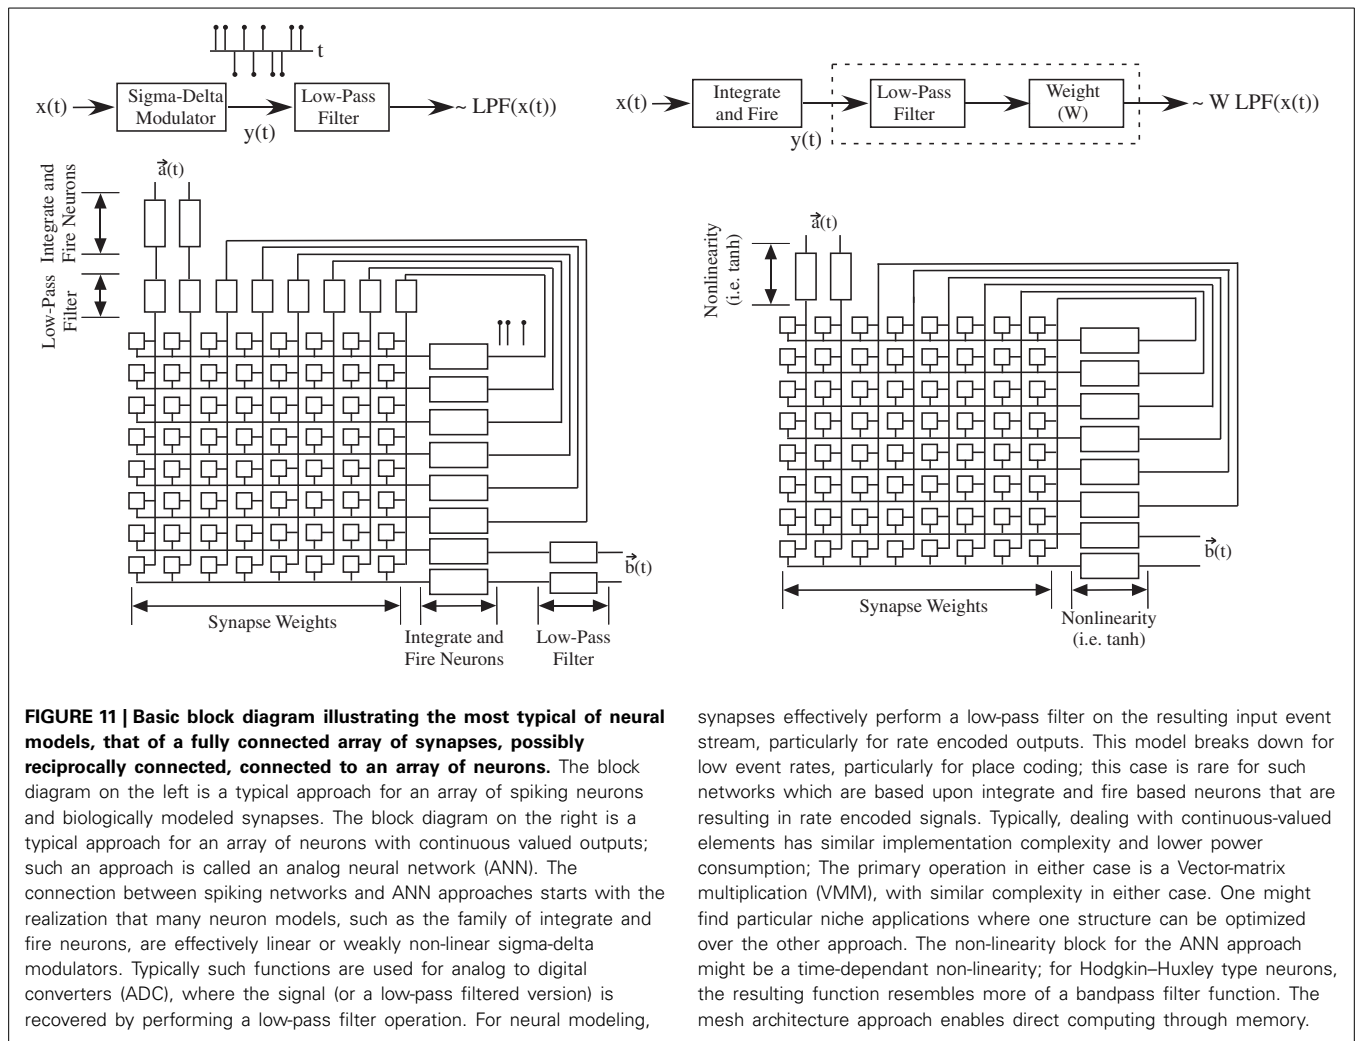 t
x(t)
Sigma-Delta
Modulator
y(t)
Low-Pass
Filter
~ LPF(x(t))
x(t)
Integrate
and Fire
y(t)
Low-Pass
Filter
Weight
(W)
~ W LPF(x(t))
Integrate and
Fire Neurons
Low-Pass
Filter
a(t)
b(t)
Synapse Weights
Integrate and
Fire Neurons
Low-Pass
Filter
Nonlinearity
(i.e. tanh)
a(t)
b(t)
Synapse Weights
Nonlinearity
(i.e. tanh)
FIGURE 11 | Basic block diagram illustrating the most typical of neural
models, that of a fully connected array of synapses, possibly
reciprocally connected, connected to an array of neurons. The block
diagram on the left is a typical approach for an array of spiking neurons
and biologically modeled synapses. The block diagram on the right is a
typical approach for an array of neurons with continuous valued outputs;
such an approach is called an analog neural network (ANN). The
connection between spiking networks and ANN approaches starts with the
realization that many neuron models, such as the family of integrate and
fire neurons, are effectively linear or weakly non-linear sigma-delta
modulators. Typically such functions are used for analog to digital
converters (ADC), where the signal (or a low-pass filtered version) is
recovered by performing a low-pass filter operation. For neural modeling,
synapses effectively perform a low-pass filter on the resulting input event
stream, particularly for rate encoded outputs. This model breaks down for
low event rates, particularly for place coding; this case is rare for such
networks which are based upon integrate and fire based neurons that are
resulting in rate encoded signals. Typically, dealing with continuous-valued
elements has similar implementation complexity and lower power
consumption; The primary operation in either case is a Vector-matrix
multiplication (VMM), with similar complexity in either case. One might
find particular niche applications where one structure can be optimized
over the other approach. The non-linearity block for the ANN approach
might be a time-dependant non-linearity; for Hodgkin–Huxley type neurons,
the resulting function resembles more of a bandpass filter function. The
mesh architecture approach enables direct computing through memory.